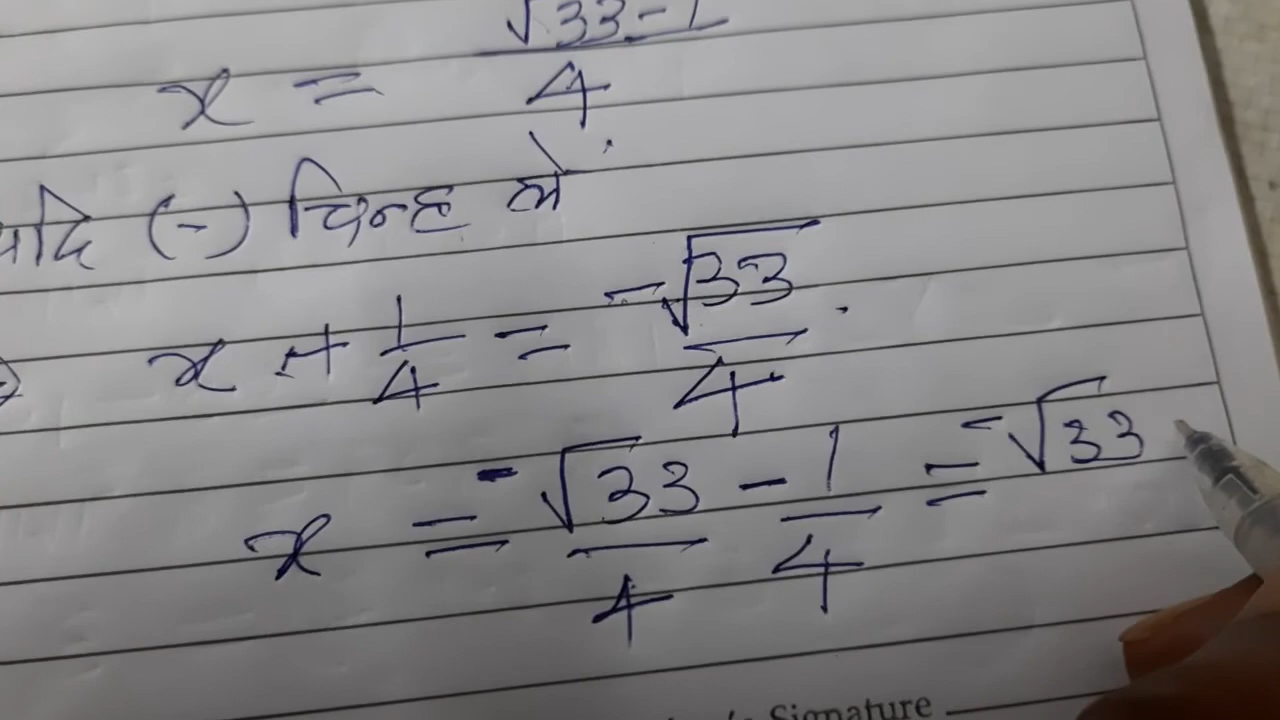 x = √33 - 1 / 4
यदि (-) चिन्ह ले.
x + 1/4 = -√33 / 4.
x = -√33 / 4 - 1/4 = -√33
Signature